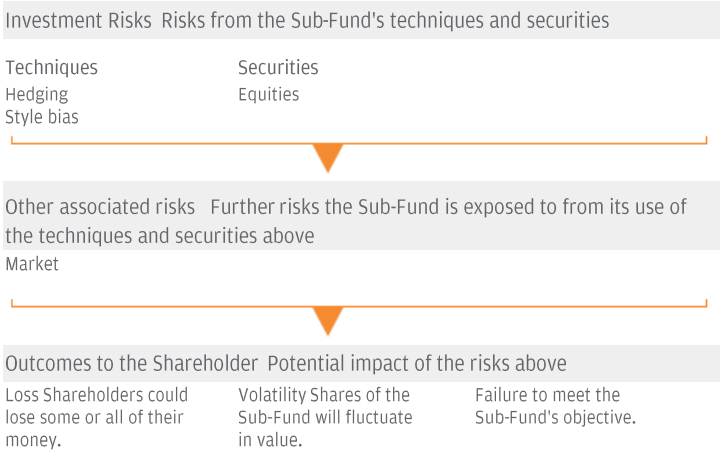 Investment Risks Risks from the Sub-Fund's techniques and securities
Techniques
Hedging
Style bias
Securities
Equities
Other associated risks Further risks the Sub-Fund is exposed to from its use of
the techniques and securities above
Market
Outcomes to the Shareholder Potential impact of the risks above
Loss Shareholders could
lose some or all of their
money.
Volatility Shares of the
Sub-Fund will fluctuate
in value.
Failure to meet the
Sub-Fund's objective.